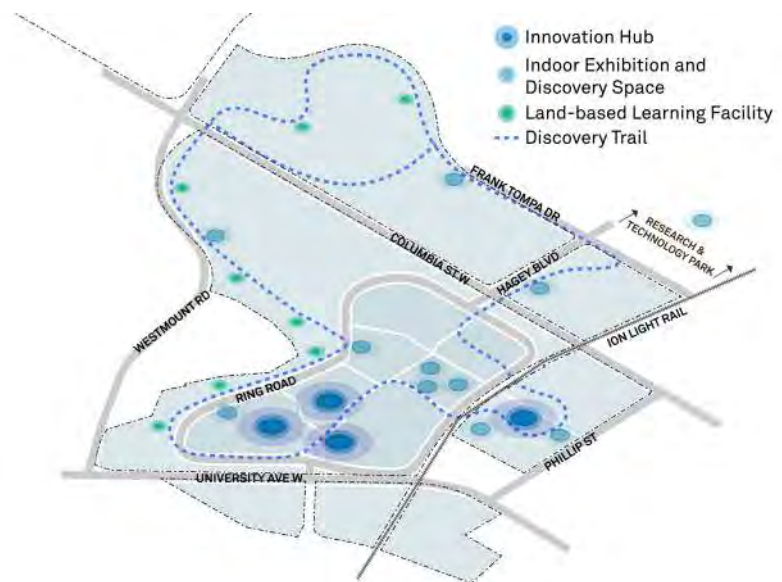 Innovation Hub
Indoor Exhibition and
Discovery Space
Land-based Learning Facility
Discovery Trail
FRANK TOMPA DR
RESEARCH &
TECHNOLOGY PARK
COLUMBIA ST W
HAGEY BLVD
ION LIGHT RAIL
WESTMOUNT RD
RING ROAD
PHILLIP ST
UNIVERSITY AVE W.